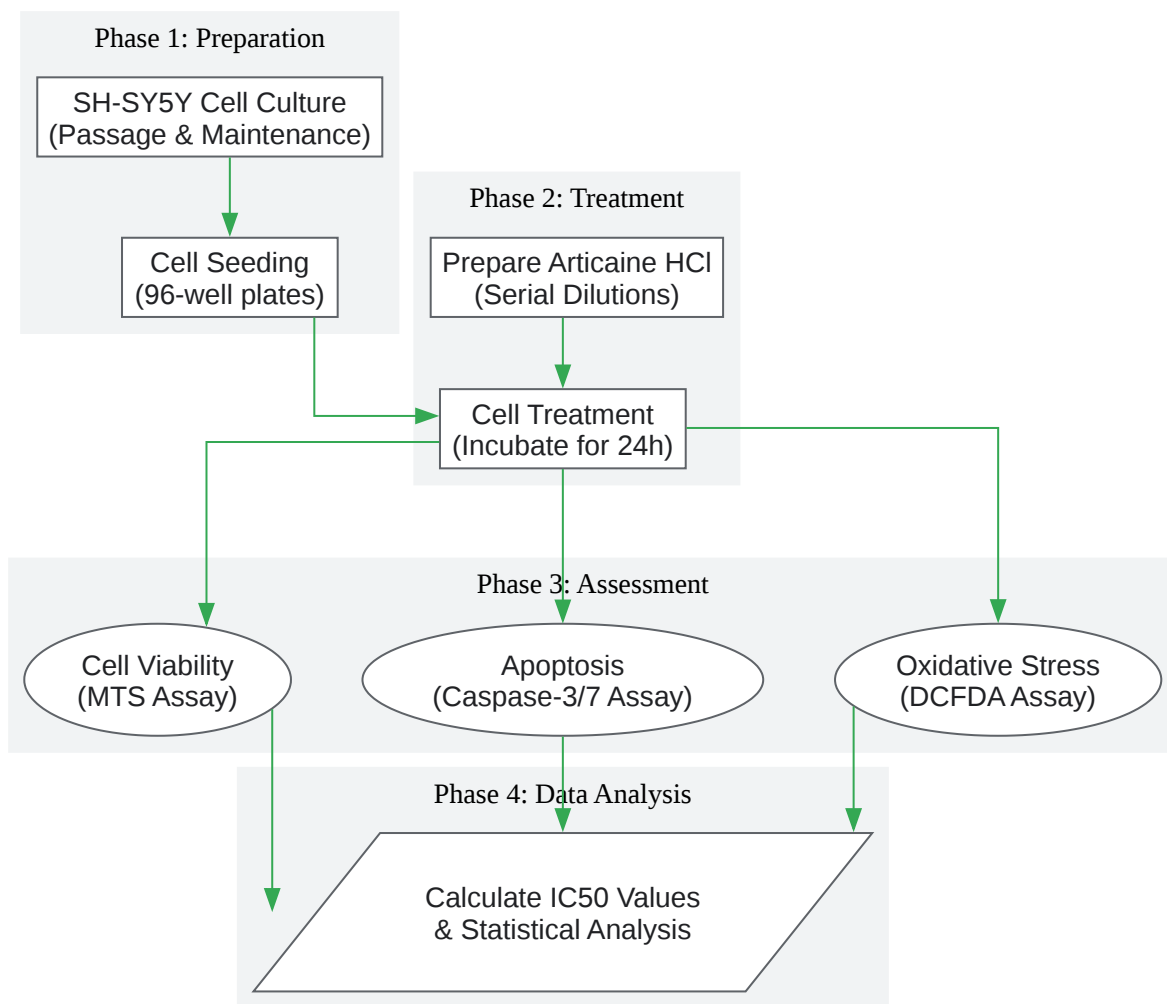 Phase 1: Preparation
SH-SY5Y Cell Culture
(Passage & Maintenance)
Cell Seeding
(96-well plates)
Phase 2: Treatment
Prepare Articaine HCl
(Serial Dilutions)
Cell Treatment
(Incubate for 24h)
Phase 3: Assessment
Cell Viability
(MTS Assay)
Apoptosis
(Caspase-3/7 Assay)
Oxidative Stress
(DCFDA Assay)
Phase 4: Data Analysis
Calculate IC50 Values
& Statistical Analysis